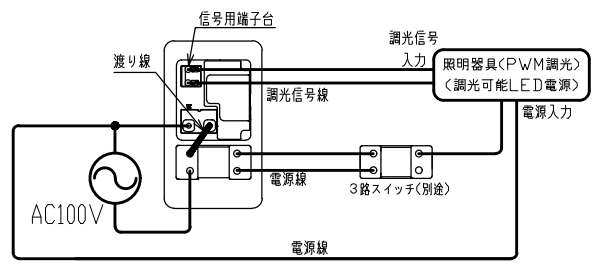 信号用端子台
渡り線
調光信号
入力
照明器具(PWM調光)
(調光可能LED電源)
調光信号線
電源入力
電源線
3路スイッチ(別途)
AC100V
電源線